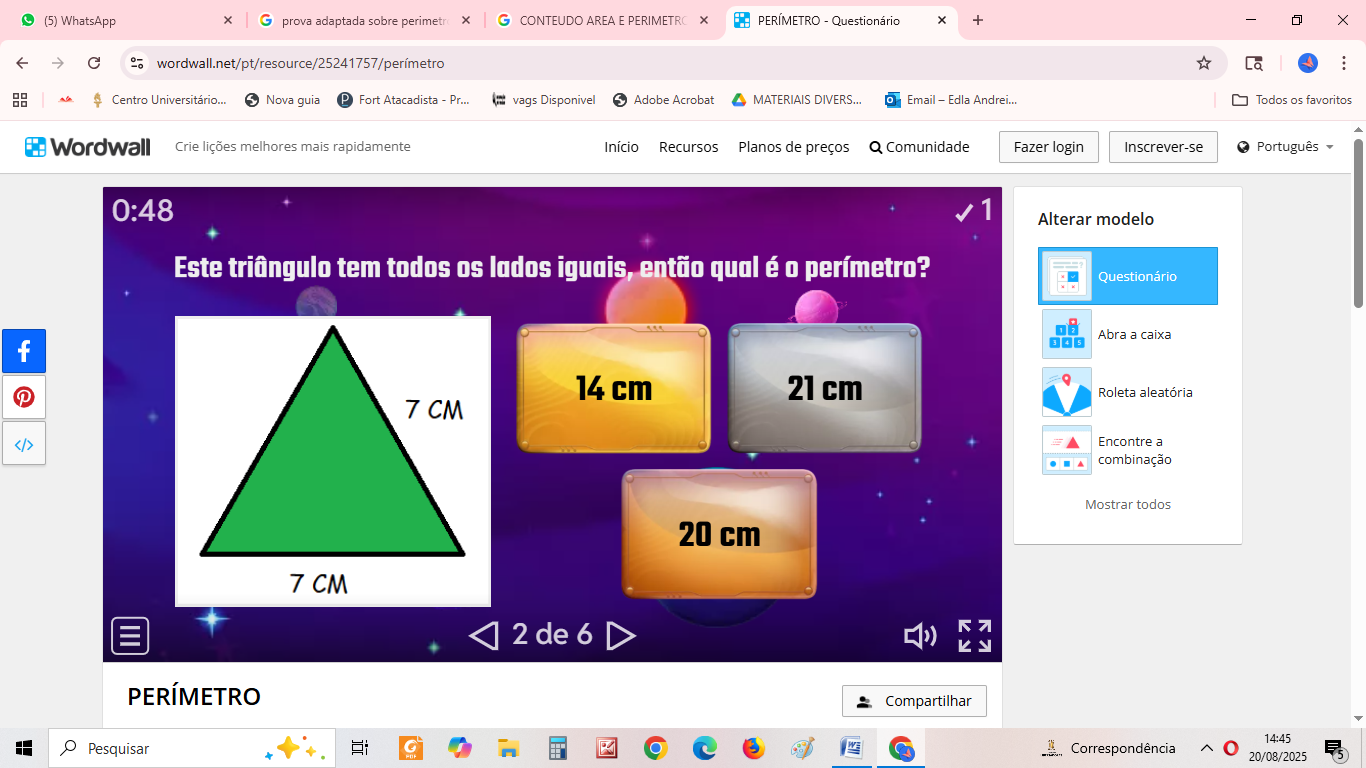 (5) WhatsApp
prova adaptada sobre perimetr
CONTEUDO AREA E PERIMETRO
PERÍMETRO - Questionário
wordwall.net/pt/resource/25241757/perímetro
Centro Universitário...
Nova guia
Fort Atacadista - Pr...
vags Disponivel
Adobe Acrobat
MATERIAIS DIVERS...
Email – Edla Andrei...
Todos os favoritos
Wordwall
Crie lições melhores mais rapidamente
Início
Recursos
Planos de preços
Comunidade
Fazer login
Inscrever-se
Português
0:48
1
Este triângulo tem todos os lados iguais, então qual é o perímetro?
7 CM
7 CM
14 cm
21 cm
20 cm
2 de 6
Alterar modelo
Questionário
Abra a caixa
Roleta aleatória
Encontre a
combinação
Mostrar todos
PERÍMETRO
Compartilhar
Pesquisar
Correspondência
14:45
20/08/2025
5